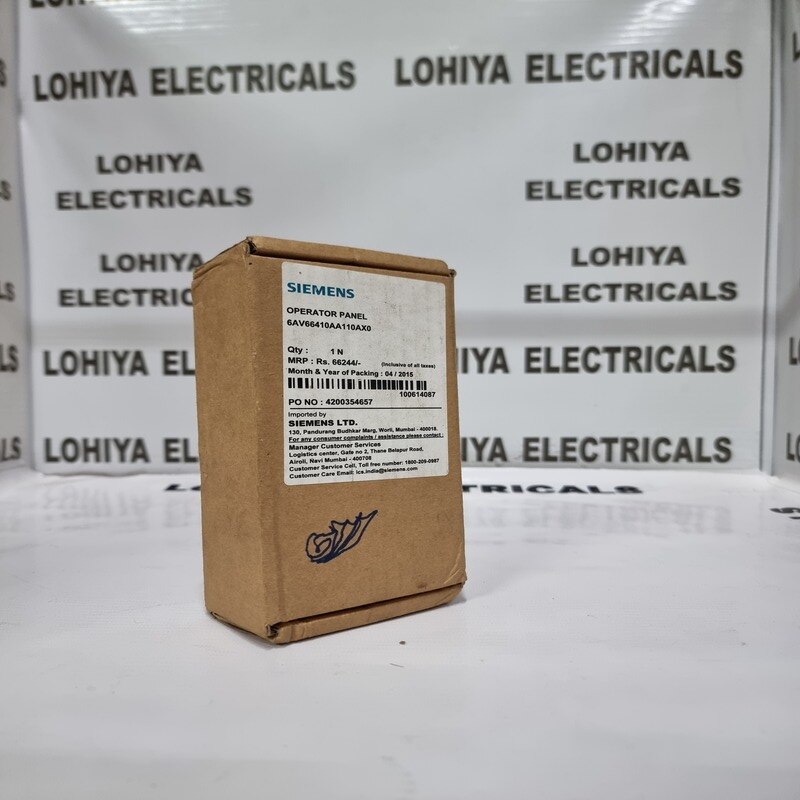 LOHIYA ELECTRICALS
LOHIYA ELECTRICALS
LOHIYA
ELECTRICALS
LOHIYA
ELECTRICALS
LOHIYA
ELECTRICALS
LOHIYA
ELECTRICALS
LOHIYA
LOHIYA ELECTRICALS
ELECTRICALS
SIEMENS
OPERATOR PANEL
6AV66410AA110AX0
Qty : 1 N
MRP : Rs. 66244/- (Inclusive of all taxes)
Month & Year of Packing : 04 / 2015
100614087
PO NO : 4200354657
Imported by
SIEMENS LTD.
130, Pandurang Budhkar Marg, Worli, Mumbai - 400018.
For any consumer complaints / assistance please contact :
Manager Customer Services
Logistics center, Gate no 2, Thane Belapur Road,
Airoli, Navi Mumbai - 400708
Customer Service Call, Toll free number: 1800-209-0987
Customer Care Email: ics.india@siemens.com